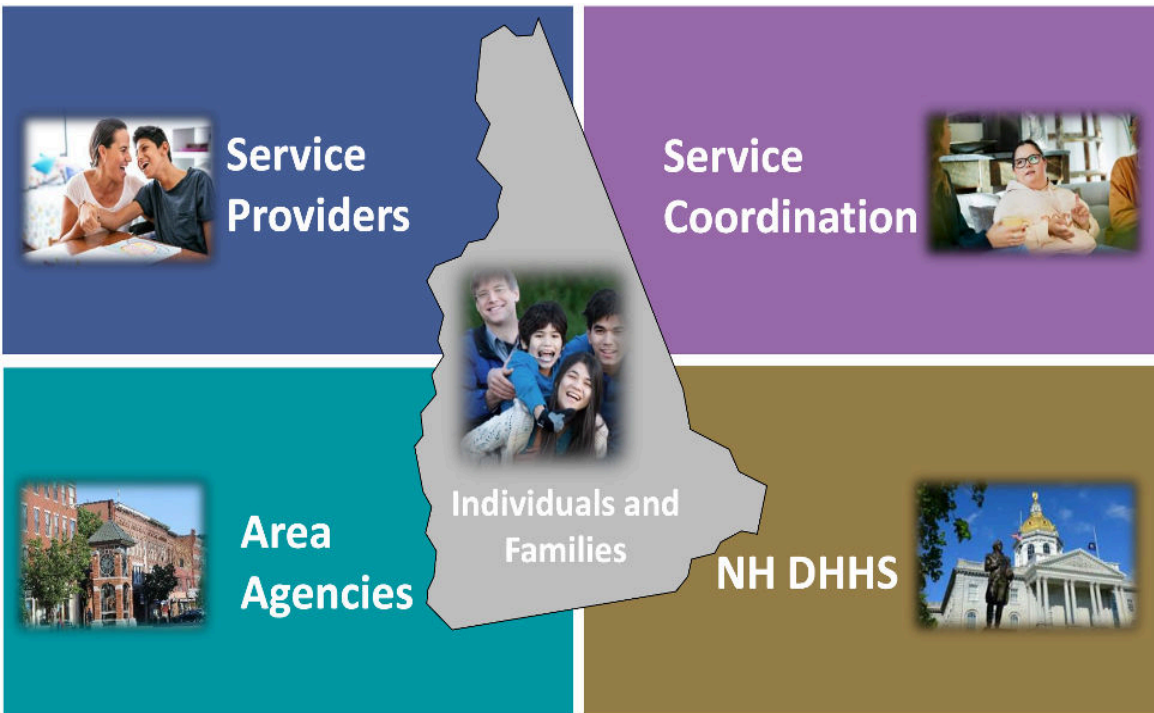 Service
Providers
Service
Coordination
Individuals and
Families
Area
Agencies
NH DHHS